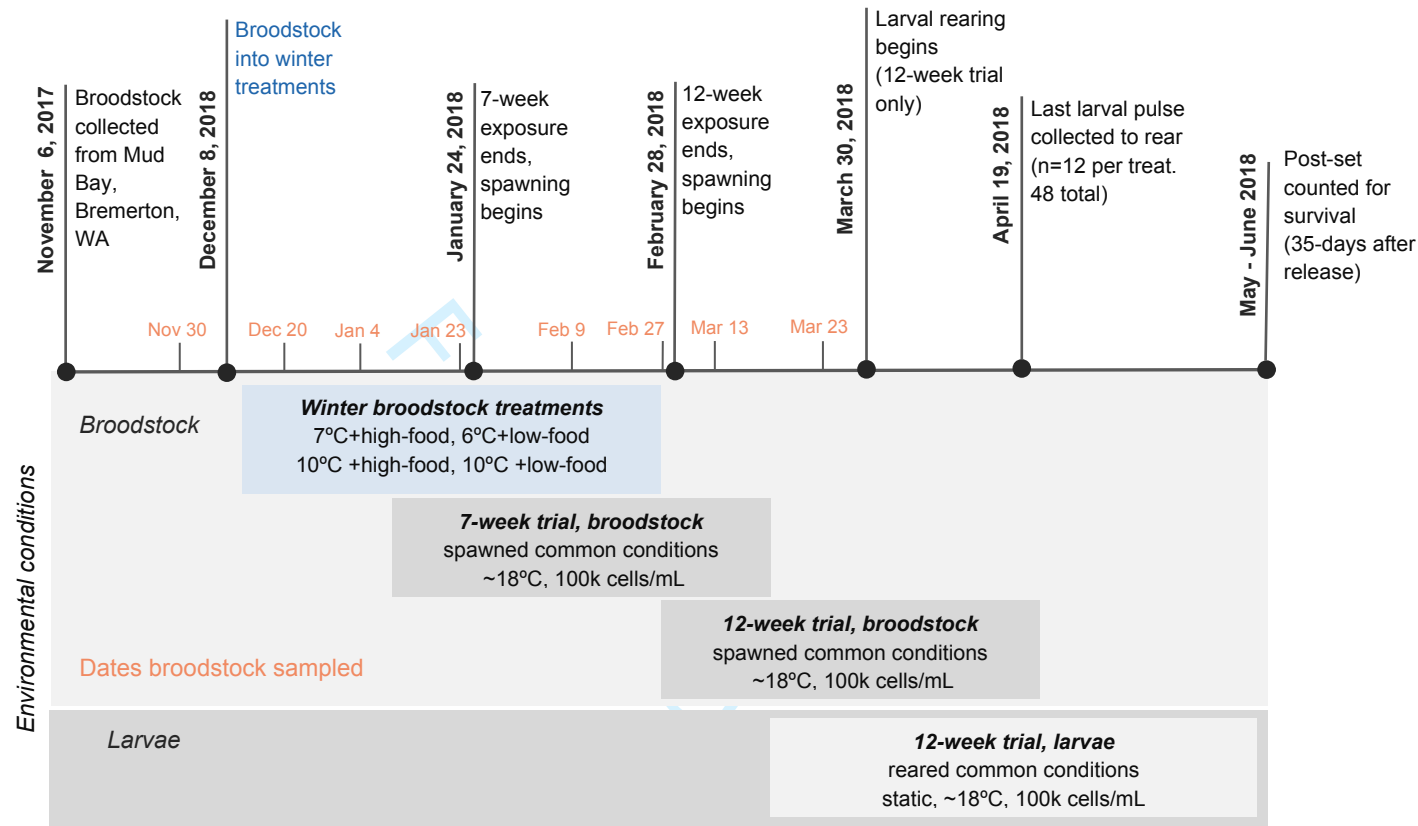 November 6, 2017
Broodstock
collected
from Mud
Bay,
Bremerton,
WA
December 8, 2018
Broodstock
into winter
treatments
January 24, 2018
7-week
exposure
ends,
spawning
begins
February 28, 2018
12-week
exposure
ends,
spawning
begins
March 30, 2018
Larval rearing
begins
(12-week trial
only)
April 19, 2018
Last larval pulse
collected to rear
(n=12 per treat.
48 total)
May - June 2018
Post-set
counted for
survival
(35-days after
release)
Nov 30
Dec 20
Jan 4
Jan 23
Feb 9
Feb 27
Mar 13
Mar 23
F
Environmental conditions
Broodstock
Winter broodstock treatments
7ºC+high-food, 6ºC+low-food
10ºC +high-food, 10ºC +low-food
7-week trial, broodstock
spawned common conditions
~18ºC, 100k cells/mL
12-week trial, broodstock
spawned common conditions
~18ºC, 100k cells/mL
Dates broodstock sampled
Larvae
12-week trial, larvae
reared common conditions
static, ~18ºC, 100k cells/mL